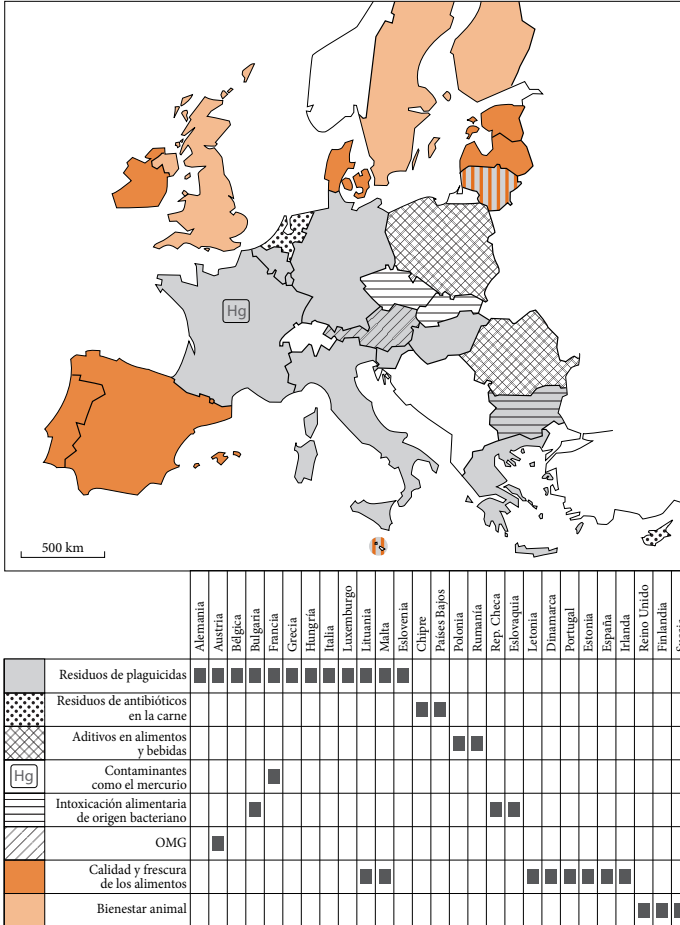 Hg
500 km
Alemania
Austria
Bélgica
Bulgaria
Francia
Grecia
Hungría
Italia
Luxemburgo
Lituania
Malta
Eslovenia
Chipre
Países Bajos
Polonia
Rumanía
Rep. Checa
Eslovaquia
Letonia
Dinamarca
Portugal
Estonia
España
Irlanda
Reino Unido
Finlandia
Residuos de plaguicidas
Residuos de antibióticos
en la carne
Aditivos en alimentos
y bebidas
Hg
Contaminantes
como el mercurio
Intoxicación alimentaria
de origen bacteriano
OMG
Calidad y frescura
de los alimentos
Bienestar animal